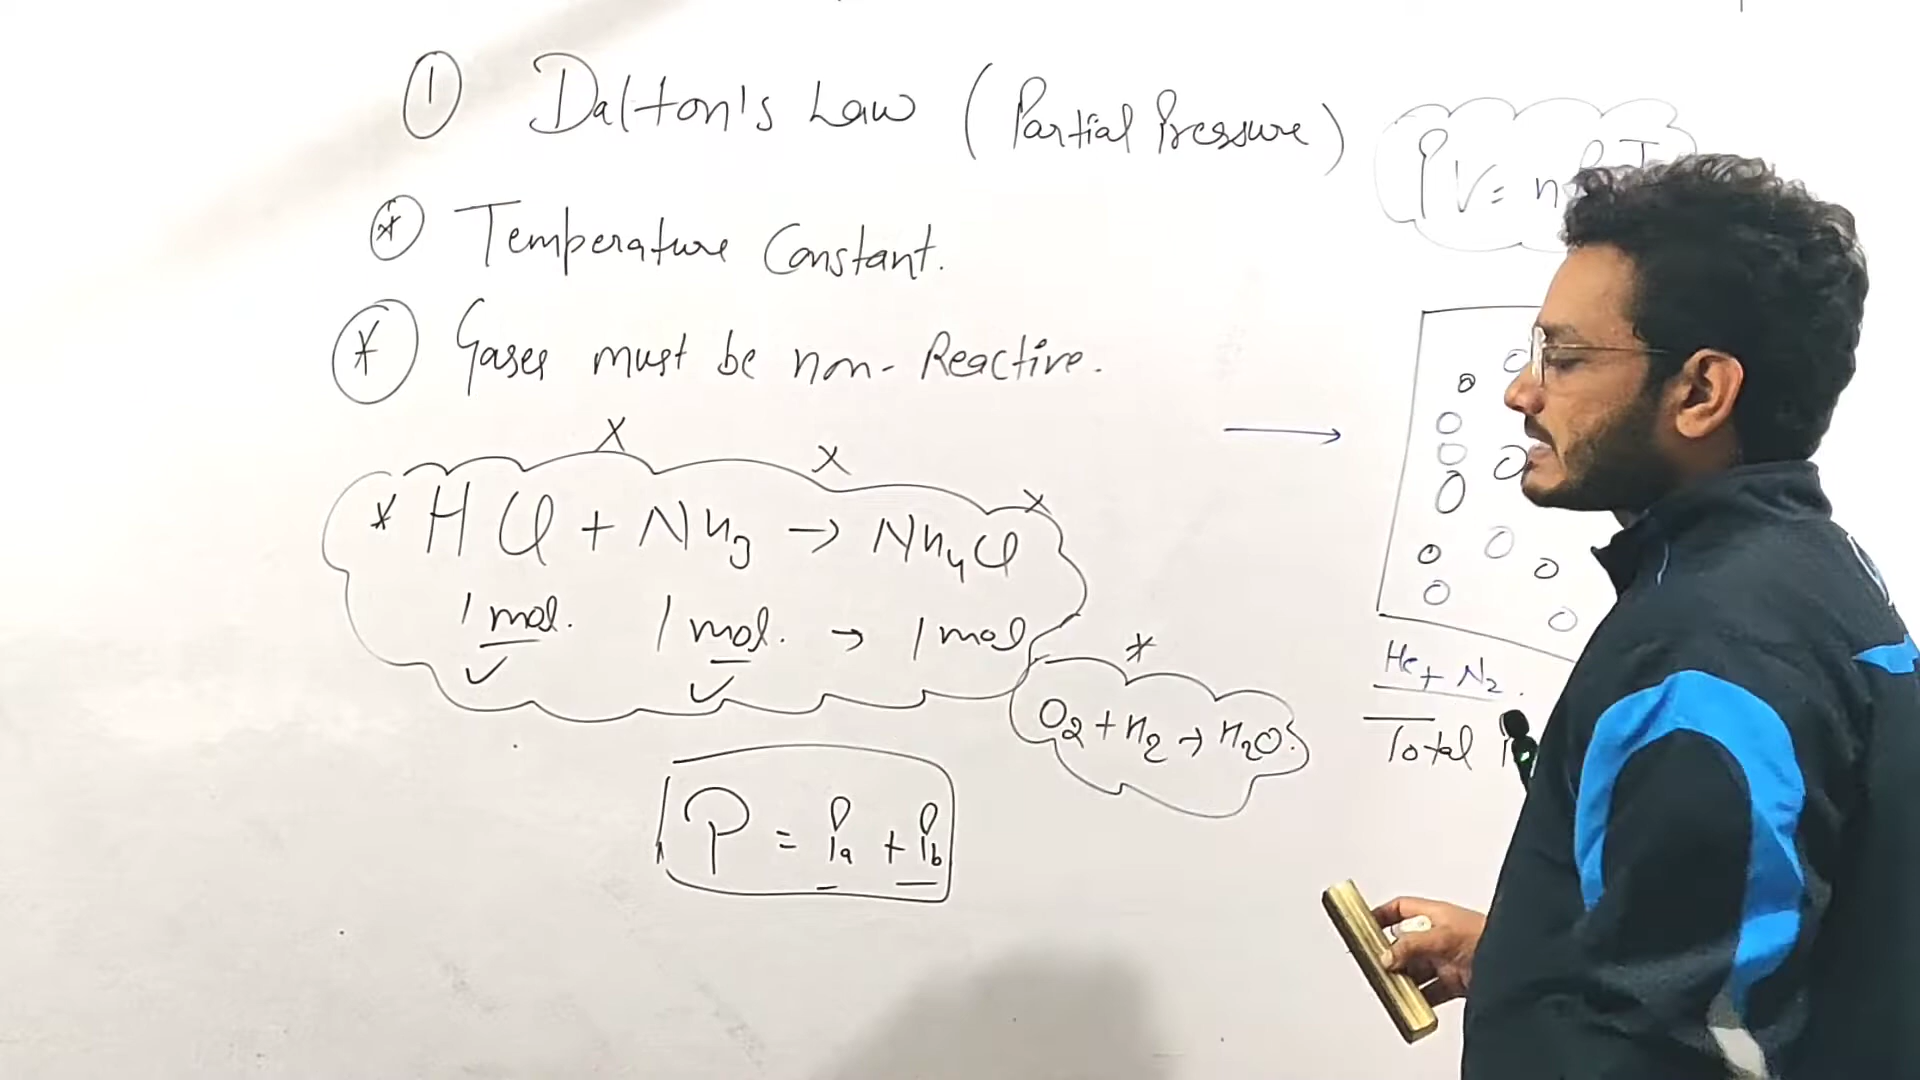 ① Dalton's Law (Partial Pressure)
PV = n
* Temperature Constant.
* Gases must be non-Reactive.
x x x
* HCl + NH3 → NH4Cl
1 mol. 1 mol. → 1 mol
✓ ✓
*
O2 + H2 → H2O
He + N2.
Total
P = Pa + Pb